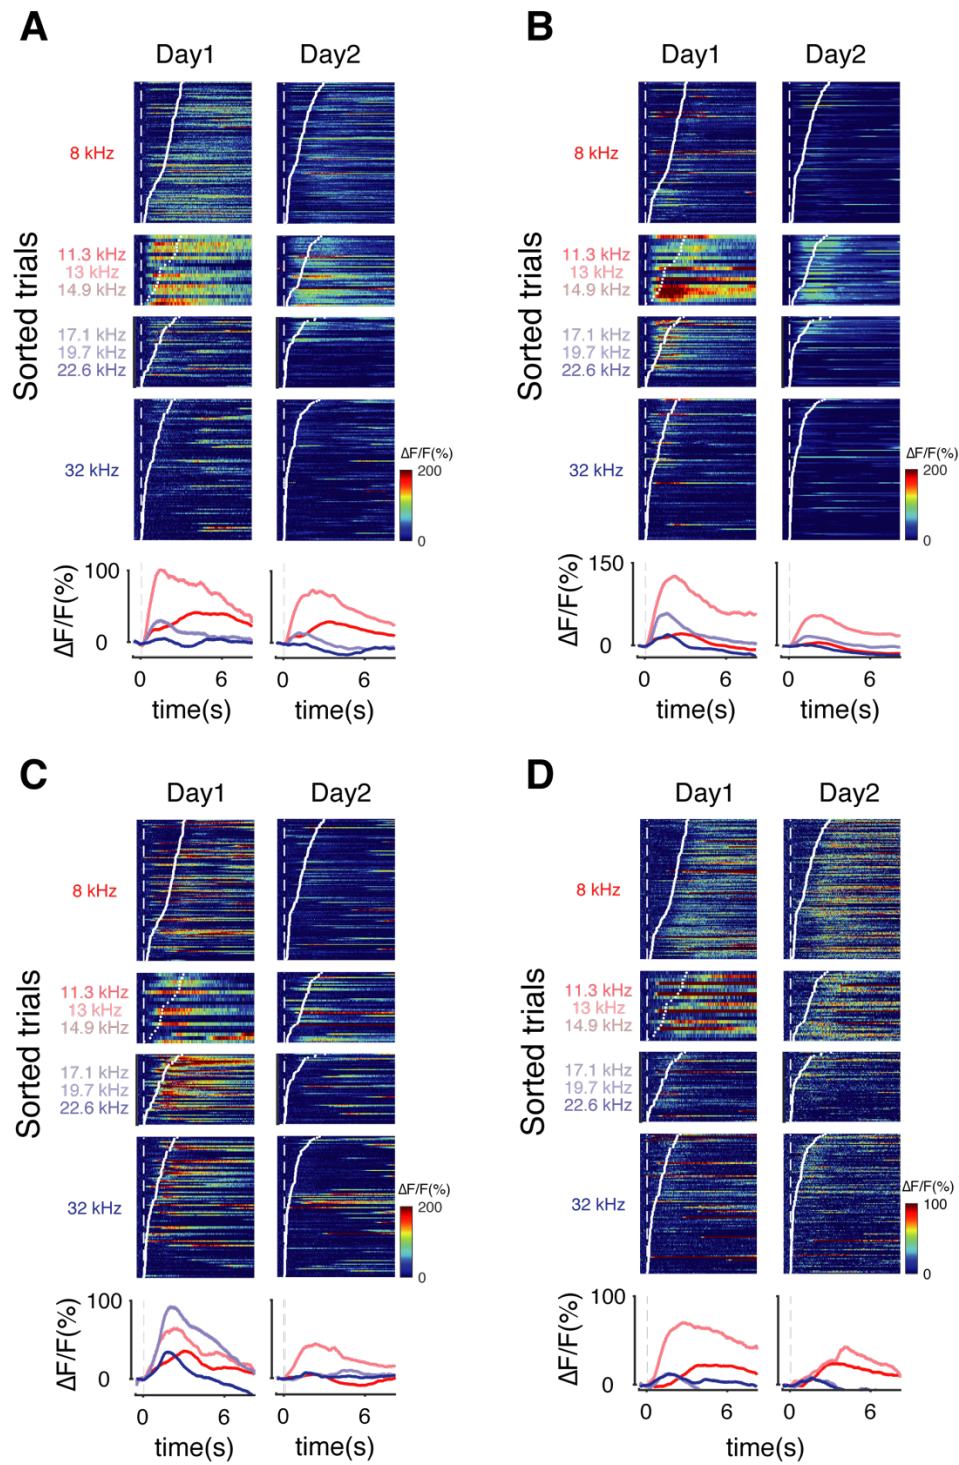 A
Day1
Day2
8 kHz
11.3 kHz
13 kHz
14.9 kHz
17.1 kHz
19.7 kHz
22.6 kHz
32 kHz
Sorted trials
ΔF/F(%)
200
0
100
0
ΔF/F(%)
0
6
0
6
time(s)
time(s)
B
Day1
Day2
8 kHz
11.3 kHz
13 kHz
14.9 kHz
17.1 kHz
19.7 kHz
22.6 kHz
32 kHz
Sorted trials
ΔF/F(%)
200
0
150
0
ΔF/F(%)
0
6
0
6
time(s)
time(s)
C
Day1
Day2
8 kHz
11.3 kHz
13 kHz
14.9 kHz
17.1 kHz
19.7 kHz
22.6 kHz
32 kHz
Sorted trials
ΔF/F(%)
200
0
100
0
ΔF/F(%)
0
6
0
6
time(s)
time(s)
D
Day1
Day2
8 kHz
11.3 kHz
13 kHz
14.9 kHz
17.1 kHz
19.7 kHz
22.6 kHz
32 kHz
Sorted trials
ΔF/F(%)
100
0
100
0
ΔF/F(%)
0
6
0
6
time(s)